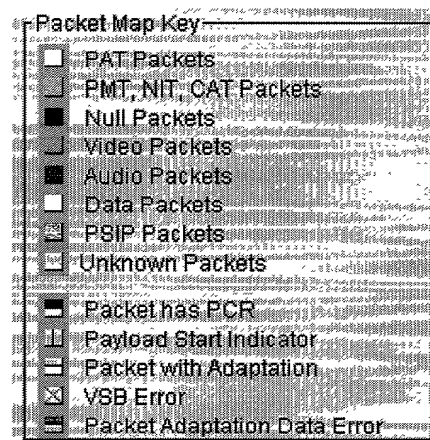 Packet Map Key
PAT Packets
PMT, NIT, CAT Packets
Null Packets
Video Packets
Audio Packets
Data Packets
PSIP Packets
Unknown Packets
Packet has PCR
Payload Start Indicator
Packet with Adaptation
VSB Error
Packet Adaptation Data Error